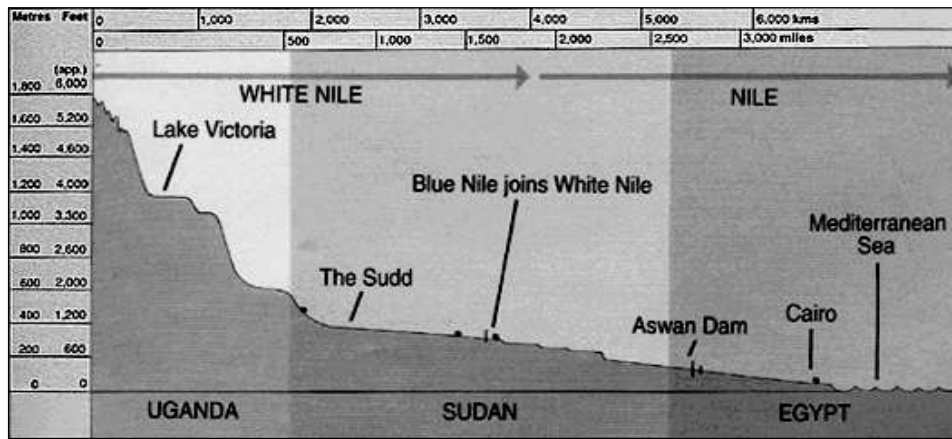 Metres Feet 0 1,000 2,000 3,000 4,000 5,000 6,000 kms
0 500 1,000 1,500 2,000 2,500 3,000 miles
(app.)
1,800 6,000
WHITE NILE NILE
1,600 5,200
Lake Victoria
1,400 4,600
1,200 4,000
Blue Nile joins White Nile
1,000 3,300
Mediterranean
Sea
800 2,600
The Sudd
600 2,000
Cairo
400 1,200
Aswan Dam
200 600
0 0
UGANDA SUDAN EGYPT